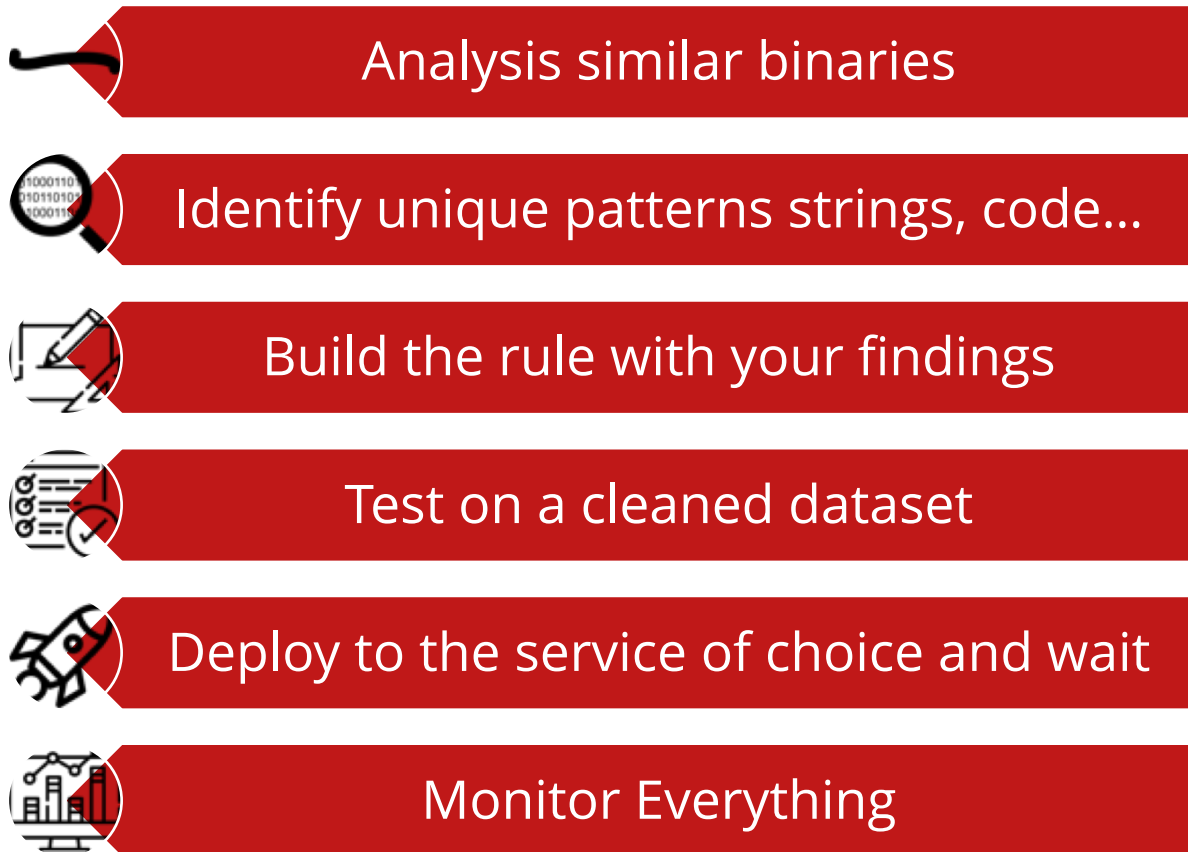 Analysis similar binaries
Identify unique patterns strings, code...
Build the rule with your findings
Test on a cleaned dataset
Deploy to the service of choice and wait
Monitor Everything